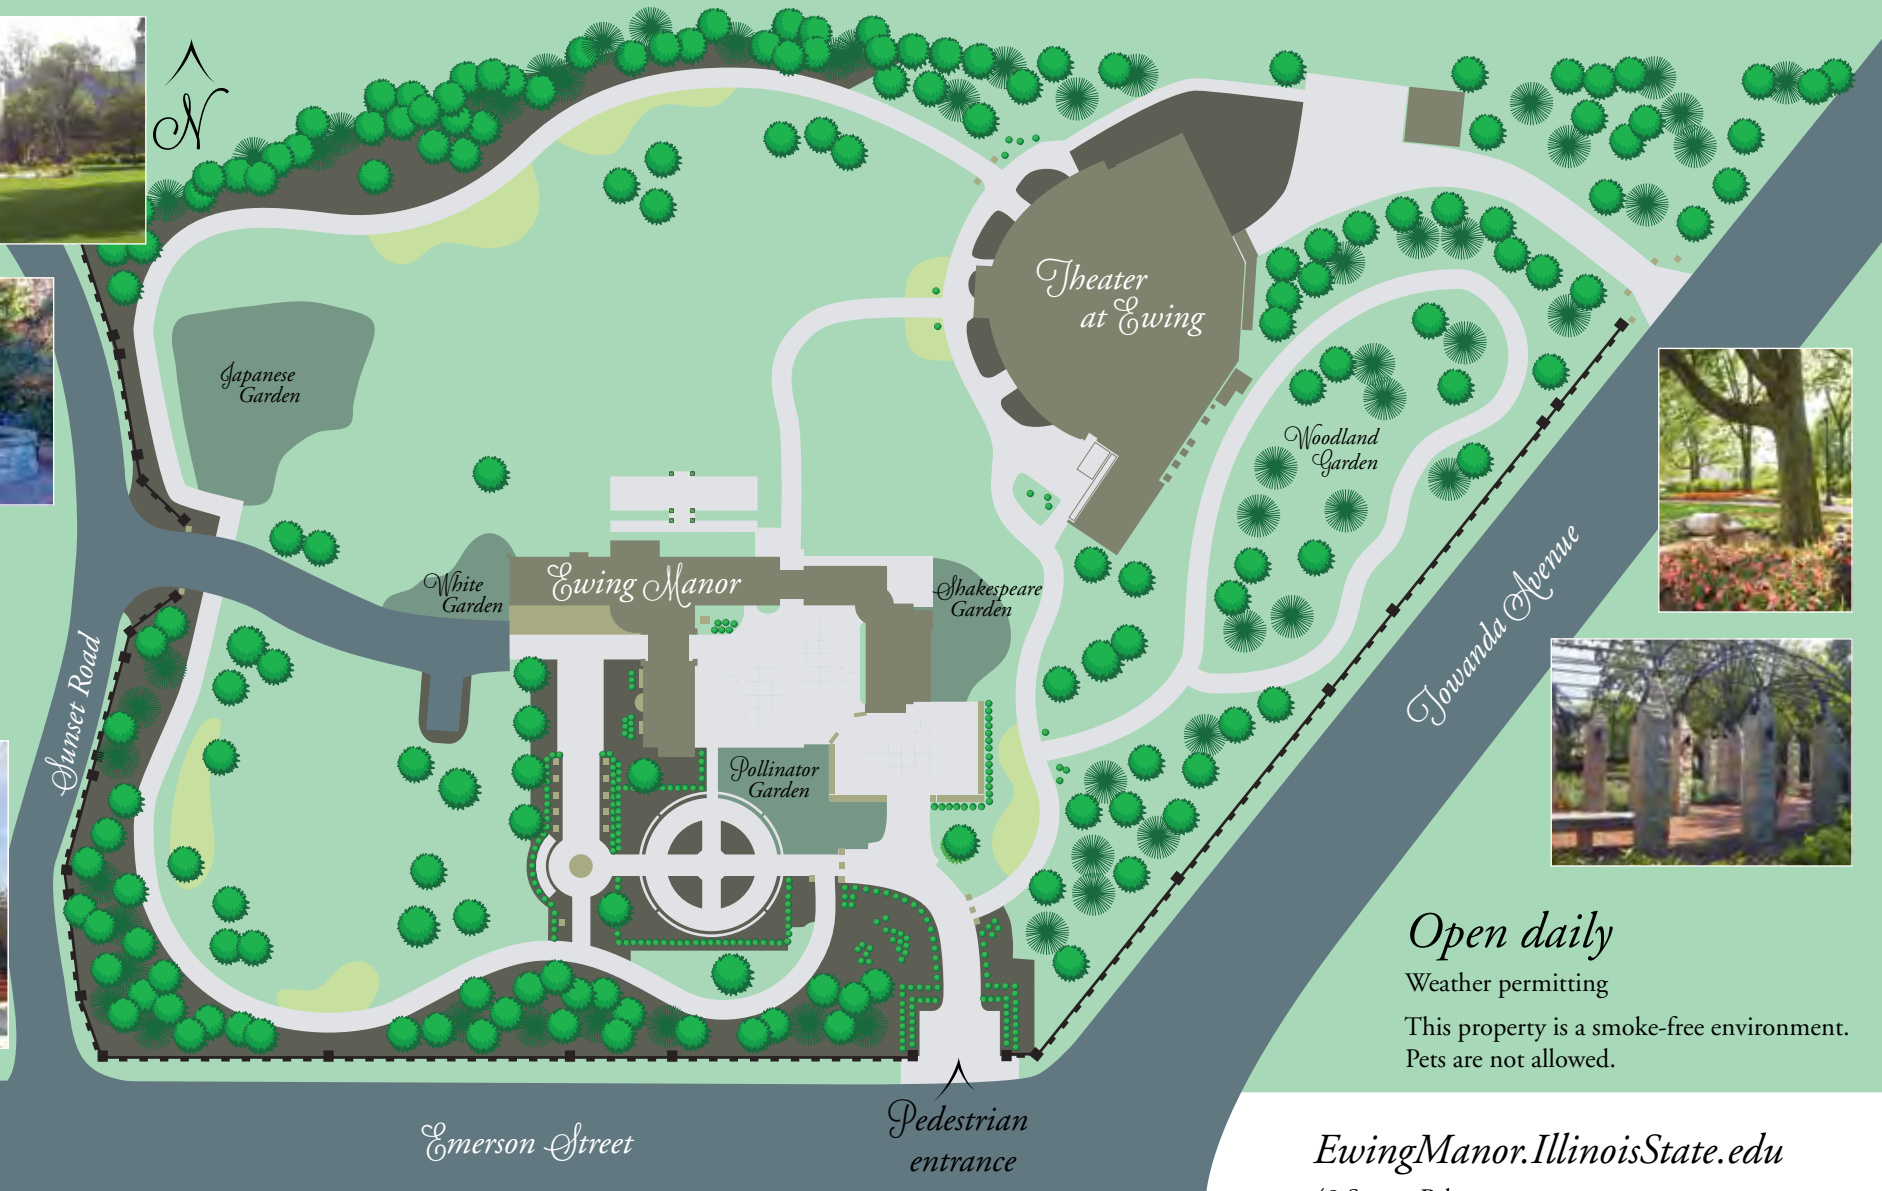 N
Theater
at Ewing
Japanese
Garden
Woodland
Garden
White
Garden
Ewing Manor
Shakespeare
Garden
Sunset Road
Towanda Avenue
Pollinator
Garden
Open daily
Weather permitting
This property is a smoke-free environment.
Pets are not allowed.
Pedestrian
entrance
Emerson Street
EwingManor.IllinoisState.edu